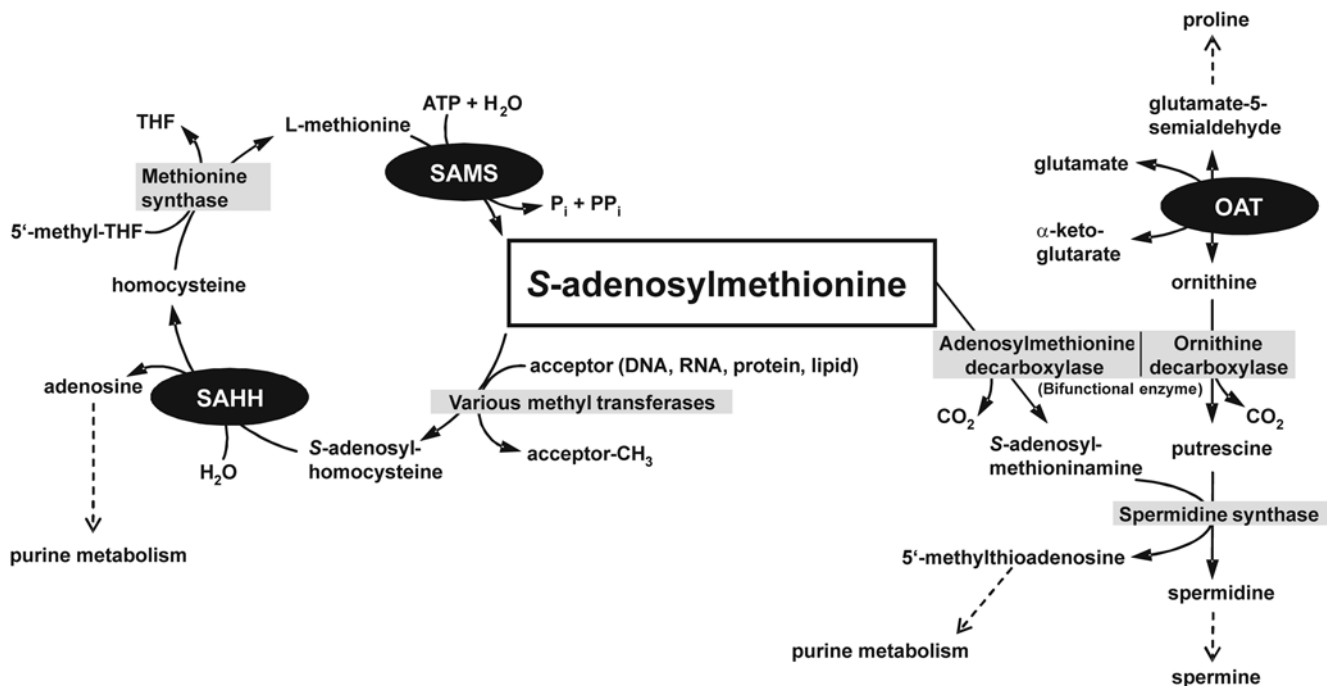 proline
glutamate-5-
semialdehyde
glutamate
OAT
α-keto-
glutarate
ornithine
ATP + H₂O
THF
L-methionine
Methionine
synthase
SAMS
Pᵢ + PPᵢ
5‘-methyl-THF
homocysteine
S-adenosylmethionine
Adenosylmethionine
decarboxylase
Ornithine
decarboxylase
(Bifunctional enzyme)
acceptor (DNA, RNA, protein, lipid)
adenosine
SAHH
Various methyl transferases
CO₂
CO₂
S-adenosyl-
homocysteine
H₂O
acceptor-CH₃
S-adenosyl-
methioninamine
putrescine
Spermidine synthase
purine metabolism
5‘-methylthioadenosine
spermidine
purine metabolism
spermine